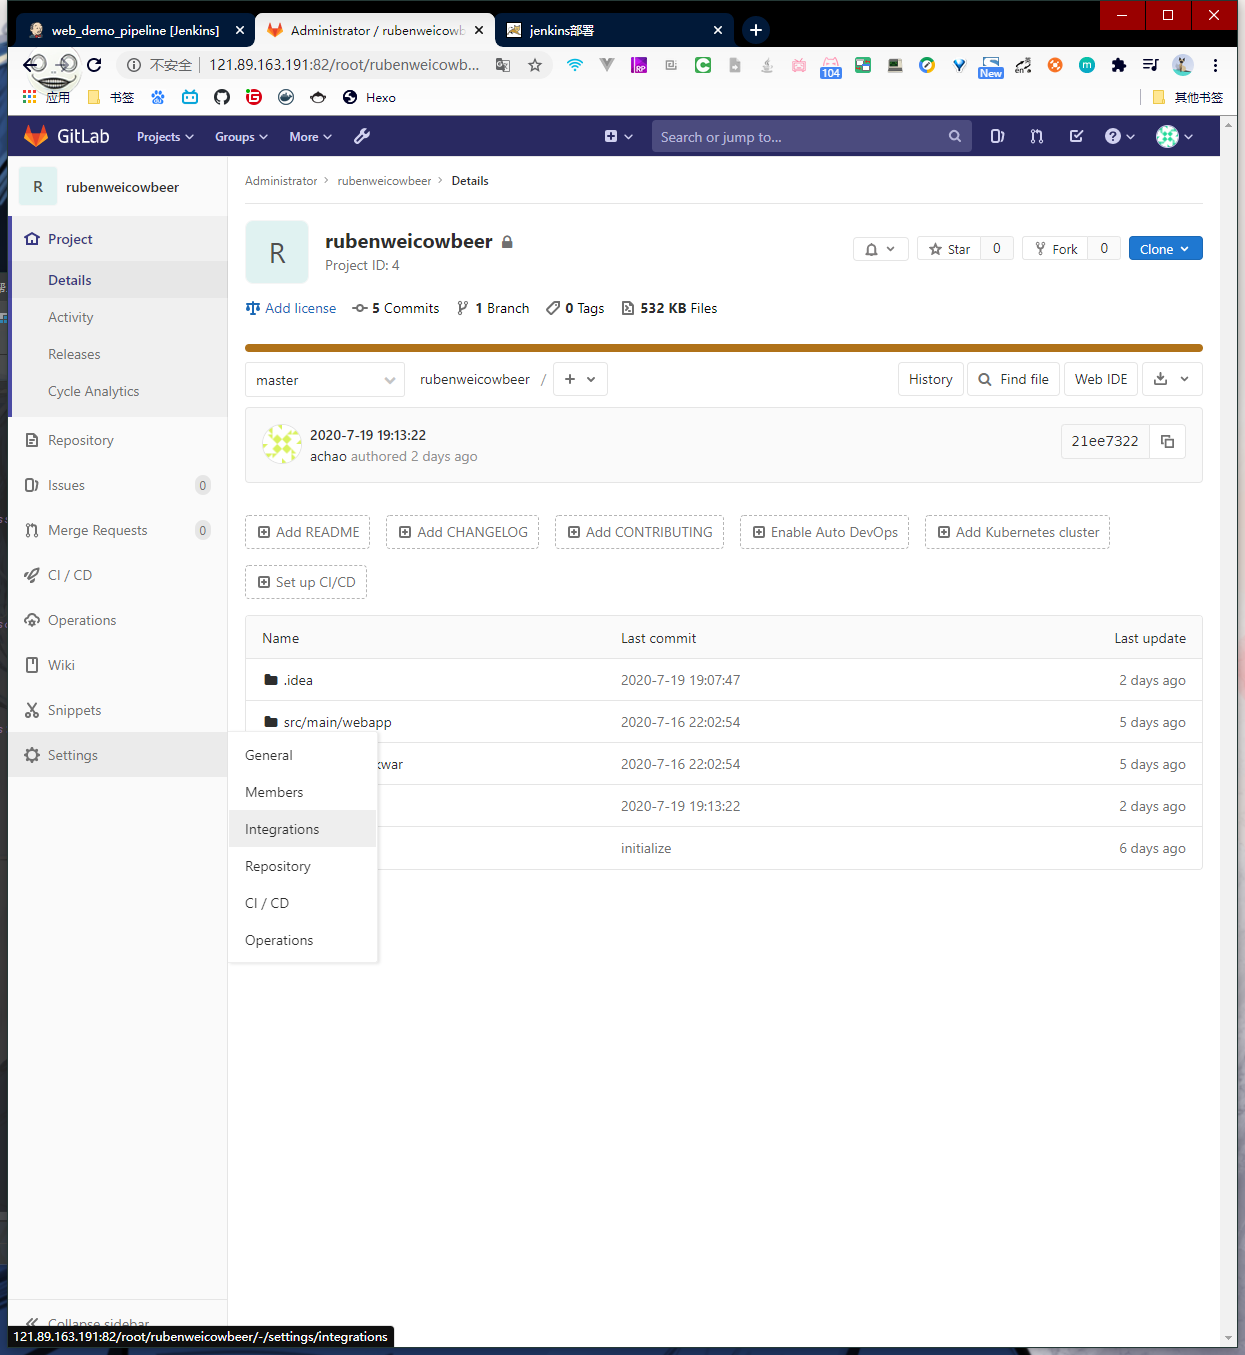 web_demo_pipeline [Jenkins]
Administrator / rubenweicowb
jenkins部署
不安全
121.89.163.191:82/root/rubenweicowb...
RP
104
New
en
m
应用
书签
Hexo
其他书签
GitLab
Projects
Groups
More
Search or jump to...
R
rubenweicowbeer
Administrator
rubenweicowbeer
Details
Project
Details
Activity
Releases
Cycle Analytics
Repository
Issues
0
Merge Requests
0
CI / CD
Operations
Wiki
Snippets
Settings
R
rubenweicowbeer
Project ID: 4
Star
0
Fork
0
Clone
Add license
5 Commits
1 Branch
0 Tags
532 KB Files
master
rubenweicowbeer /
+
History
Find file
Web IDE
2020-7-19 19:13:22
achao authored 2 days ago
21ee7322
Add README
Add CHANGELOG
Add CONTRIBUTING
Enable Auto DevOps
Add Kubernetes cluster
Set up CI/CD
Name
Last commit
Last update
.idea
2020-7-19 19:07:47
2 days ago
src/main/webapp
2020-7-16 22:02:54
5 days ago
kwar
2020-7-16 22:02:54
5 days ago
2020-7-19 19:13:22
2 days ago
initialize
6 days ago
General
Members
Integrations
Repository
CI / CD
Operations
Collapse sidebar
121.89.163.191:82/root/rubenweicowbeer/-/settings/integrations